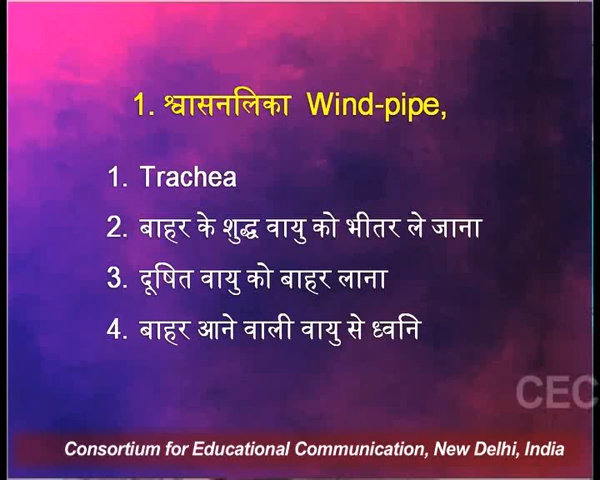 1. श्वासनलिका Wind-pipe,
1. Trachea
2. बाहर के शुद्ध वायु को भीतर ले जाना
3. दूषित वायु को बाहर लाना
4. बाहर आने वाली वायु से ध्वनि
CEC
Consortium for Educational Communication, New Delhi, India